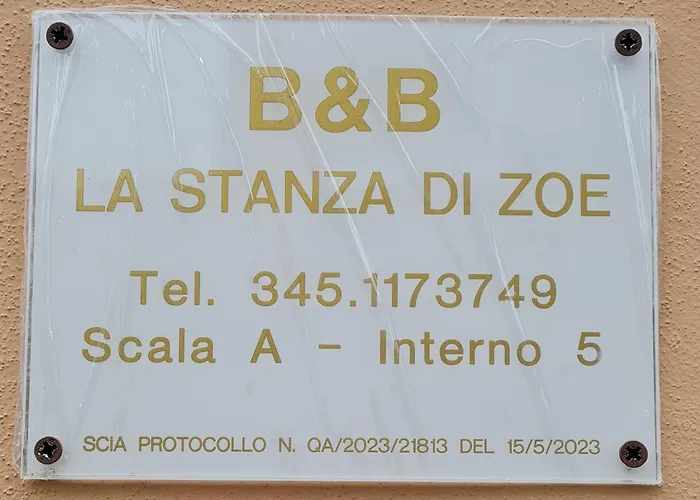 B&B
LA STANZA DI ZOE
Tel. 345.1173749
Scala A - Interno 5
SCIA PROTOCOLLO N. QA/2023/21813 DEL 15/5/2023